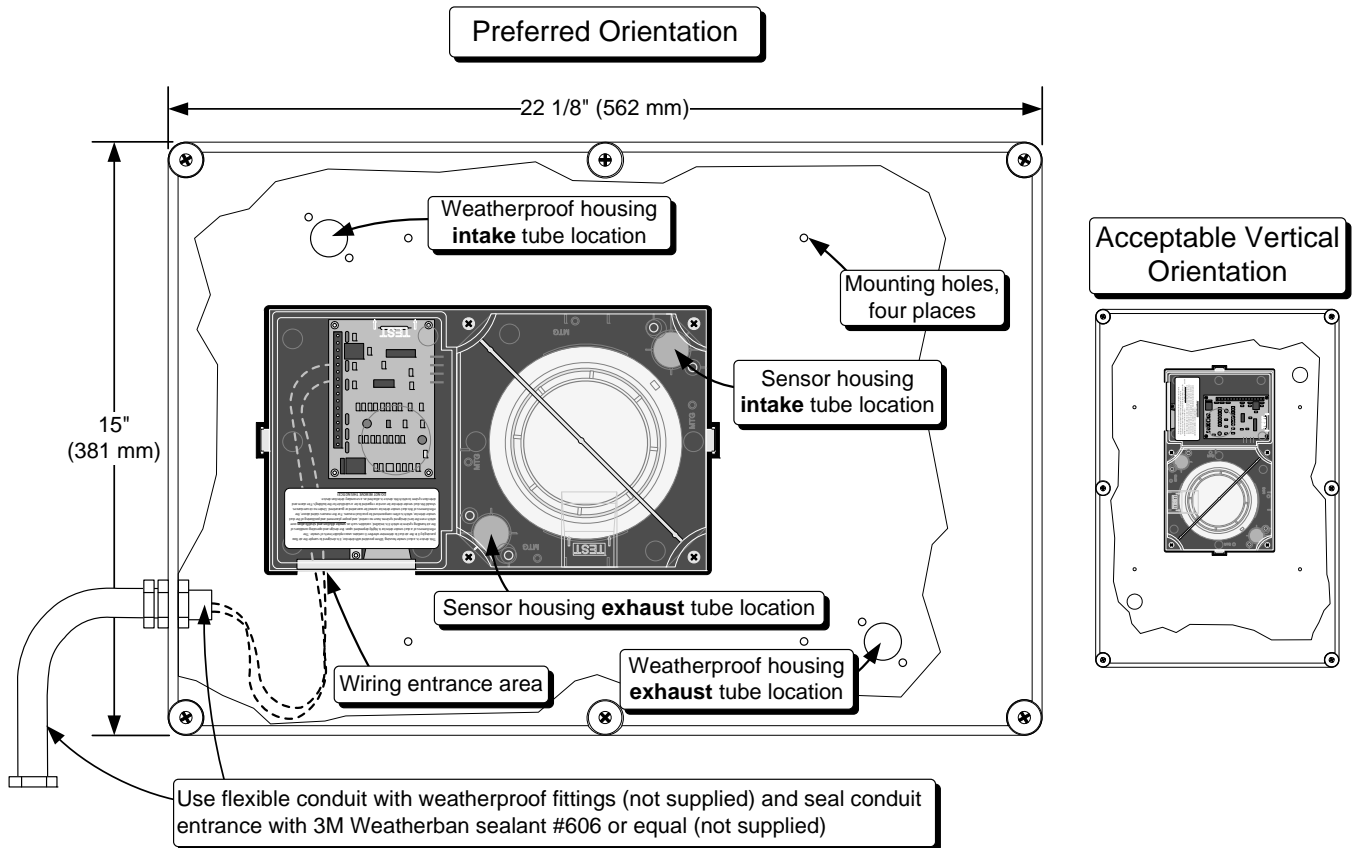 Preferred Orientation
22 1/8" (562 mm)
Weatherproof housing
intake tube location
Acceptable Vertical
Orientation
Mounting holes,
four places
TEST
MTG
Sensor housing
intake tube location
15"
(381 mm)
MTG
MTG
MTG
TEST
Sensor housing exhaust tube location
Wiring entrance area
Weatherproof housing
exhaust tube location
Use flexible conduit with weatherproof fittings (not supplied) and seal conduit
entrance with 3M Weatherban sealant #606 or equal (not supplied)